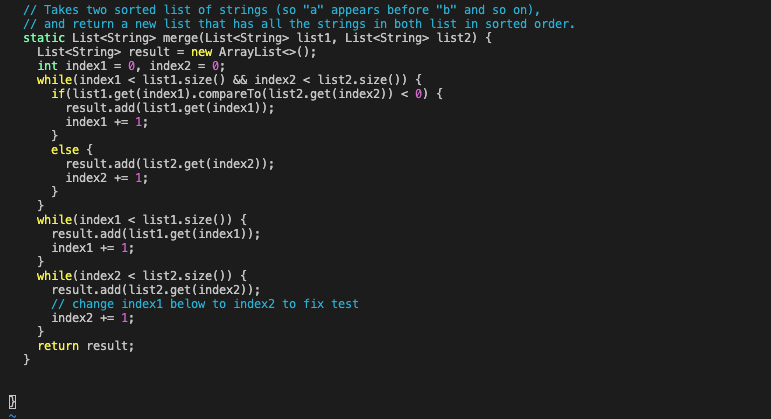 // Takes two sorted list of strings (so "a" appears before "b" and so on),
// and return a new list that has all the strings in both list in sorted order.
static List<String> merge(List<String> list1, List<String> list2) {
  List<String> result = new ArrayList<>();
  int index1 = 0, index2 = 0;
  while(index1 < list1.size() && index2 < list2.size()) {
    if(list1.get(index1).compareTo(list2.get(index2)) < 0) {
      result.add(list1.get(index1));
      index1 += 1;
    }
    else {
      result.add(list2.get(index2));
      index2 += 1;
    }
  }
  while(index1 < list1.size()) {
    result.add(list1.get(index1));
    index1 += 1;
  }
  while(index2 < list2.size()) {
    result.add(list2.get(index2));
    // change index1 below to index2 to fix test
    index2 += 1;
  }
  return result;
}
}
~